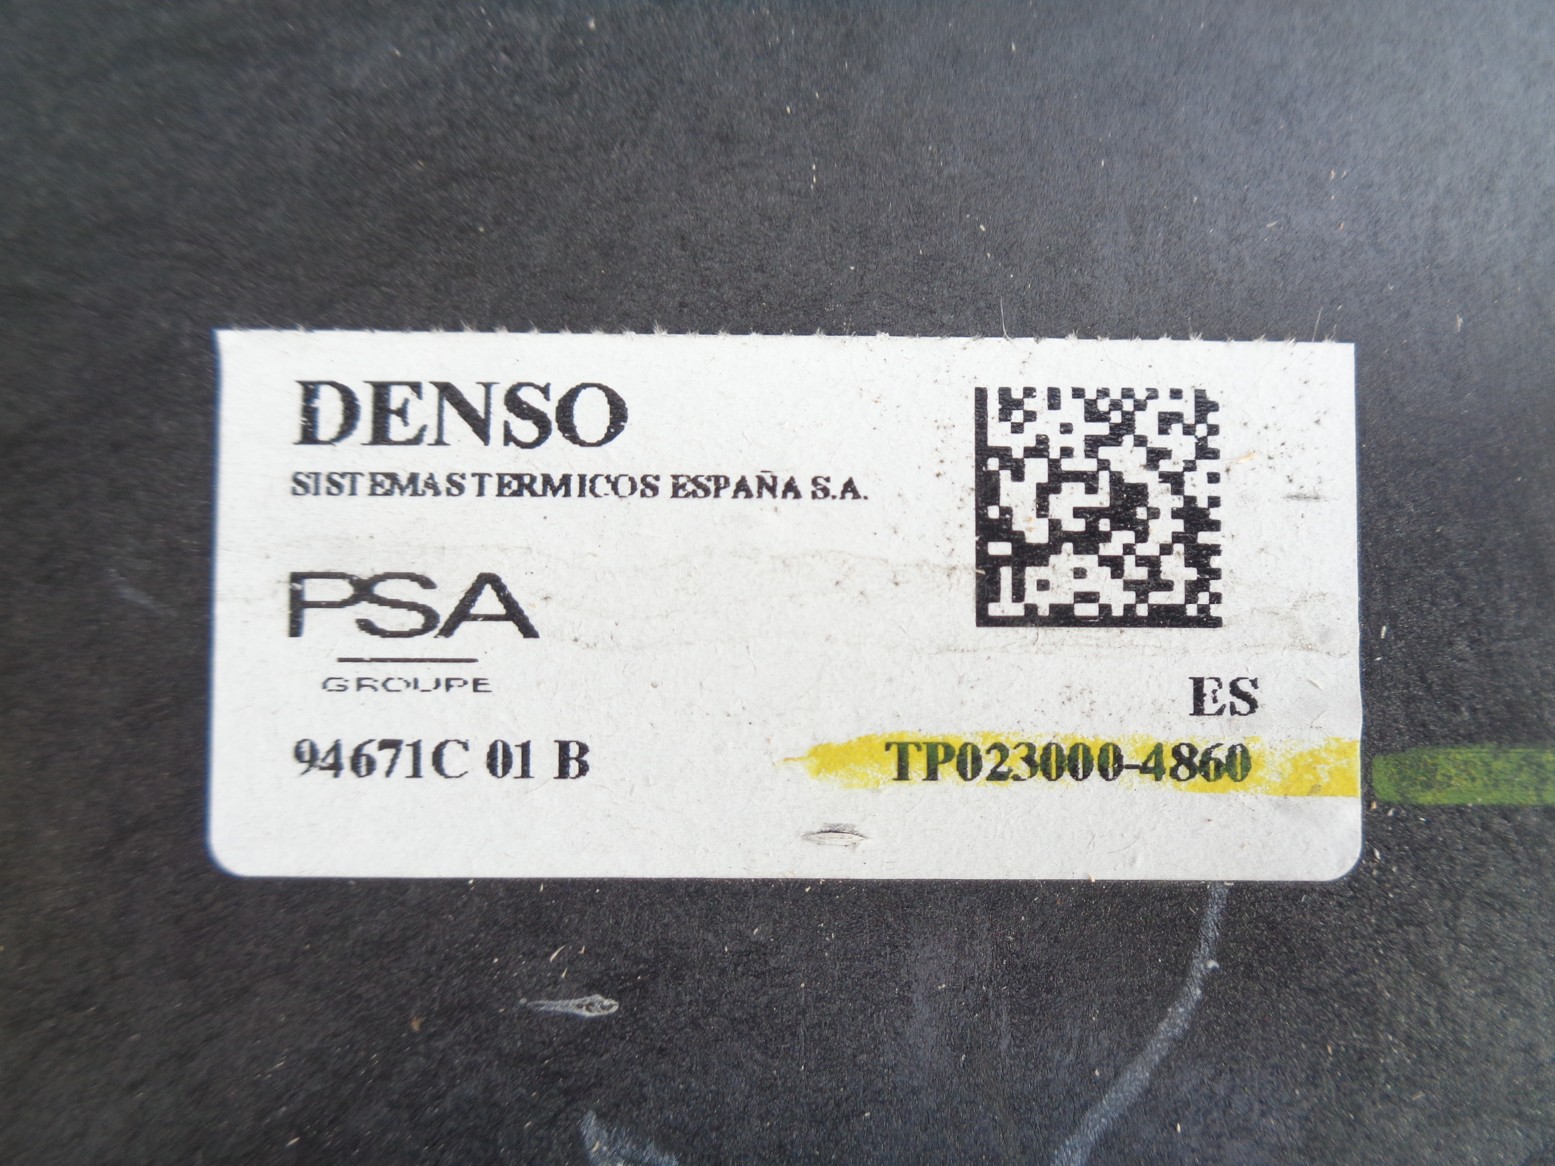 DENSO
SISTEMAS TERMICOS ESPAÑA S.A.
PSA
GROUPE
ES
94671C 01 B TP023000-4860